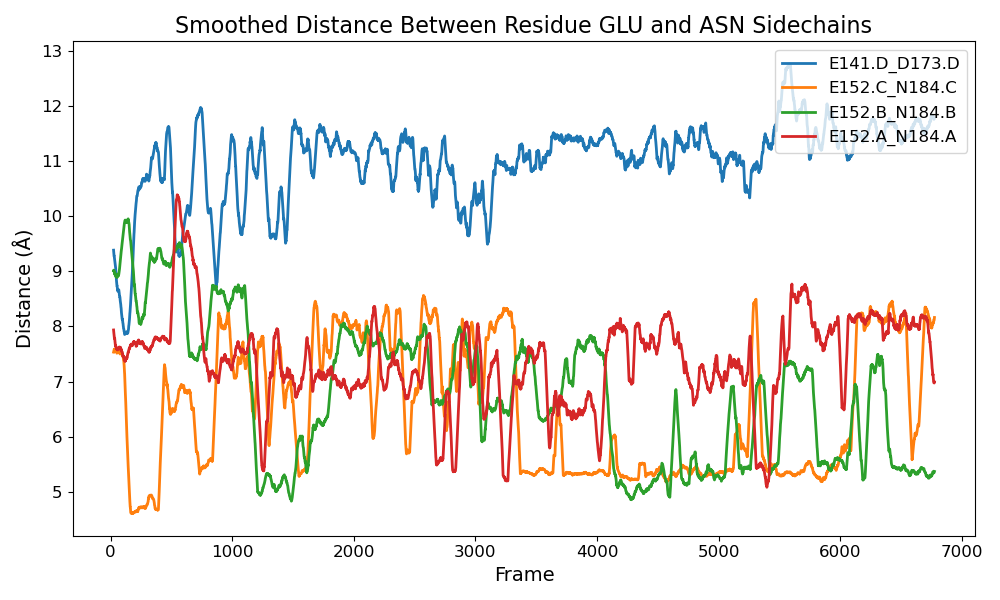 Smoothed Distance Between Residue GLU and ASN Sidechains
13
12
11
10
9
8
7
6
5
Distance (Å)
E141.D_D173.D
E152.C_N184.C
E152.B_N184.B
E152.A_N184.A
0 1000 2000 3000 4000 5000 6000 7000
Frame